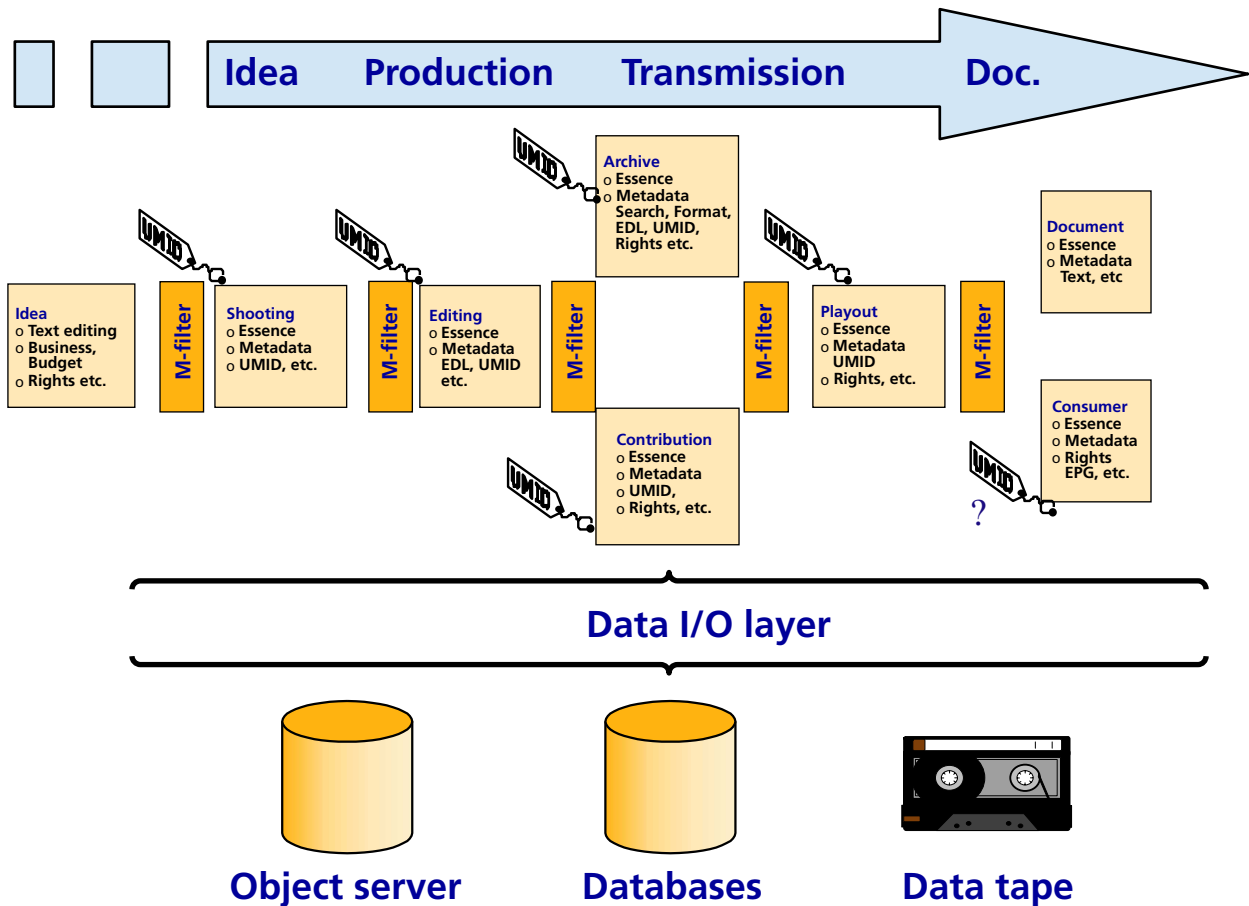 Idea Production Transmission Doc.
UMID
Archive
o Essence
o Metadata
Search, Format,
EDL, UMID,
Rights etc.
UMID
UMID
UMID
Document
o Essence
o Metadata
Text, etc
Idea
o Text editing
o Business,
Budget
o Rights etc.
M-filter
Shooting
o Essence
o Metadata
o UMID, etc.
M-filter
Editing
o Essence
o Metadata
EDL, UMID
etc.
M-filter
M-filter
Playout
o Essence
o Metadata
UMID
o Rights, etc.
M-filter
Contribution
o Essence
o Metadata
o UMID,
o Rights, etc.
UMID
Consumer
o Essence
o Metadata
o Rights
EPG, etc.
UMID
?
Data I/O layer
Object server Databases Data tape